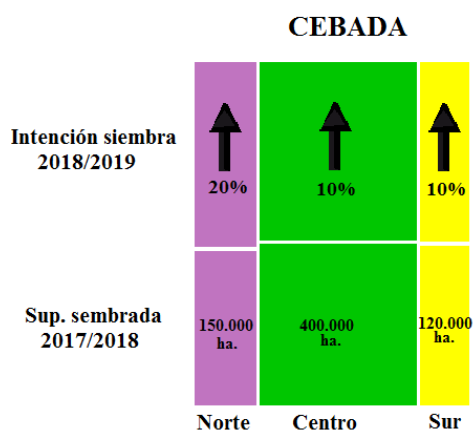 CEBADA
Intención siembra
2018/2019
20%
10%
10%
Sup. sembrada
2017/2018
150.000
ha.
400.000
ha.
120.000
ha.
Norte
Centro
Sur